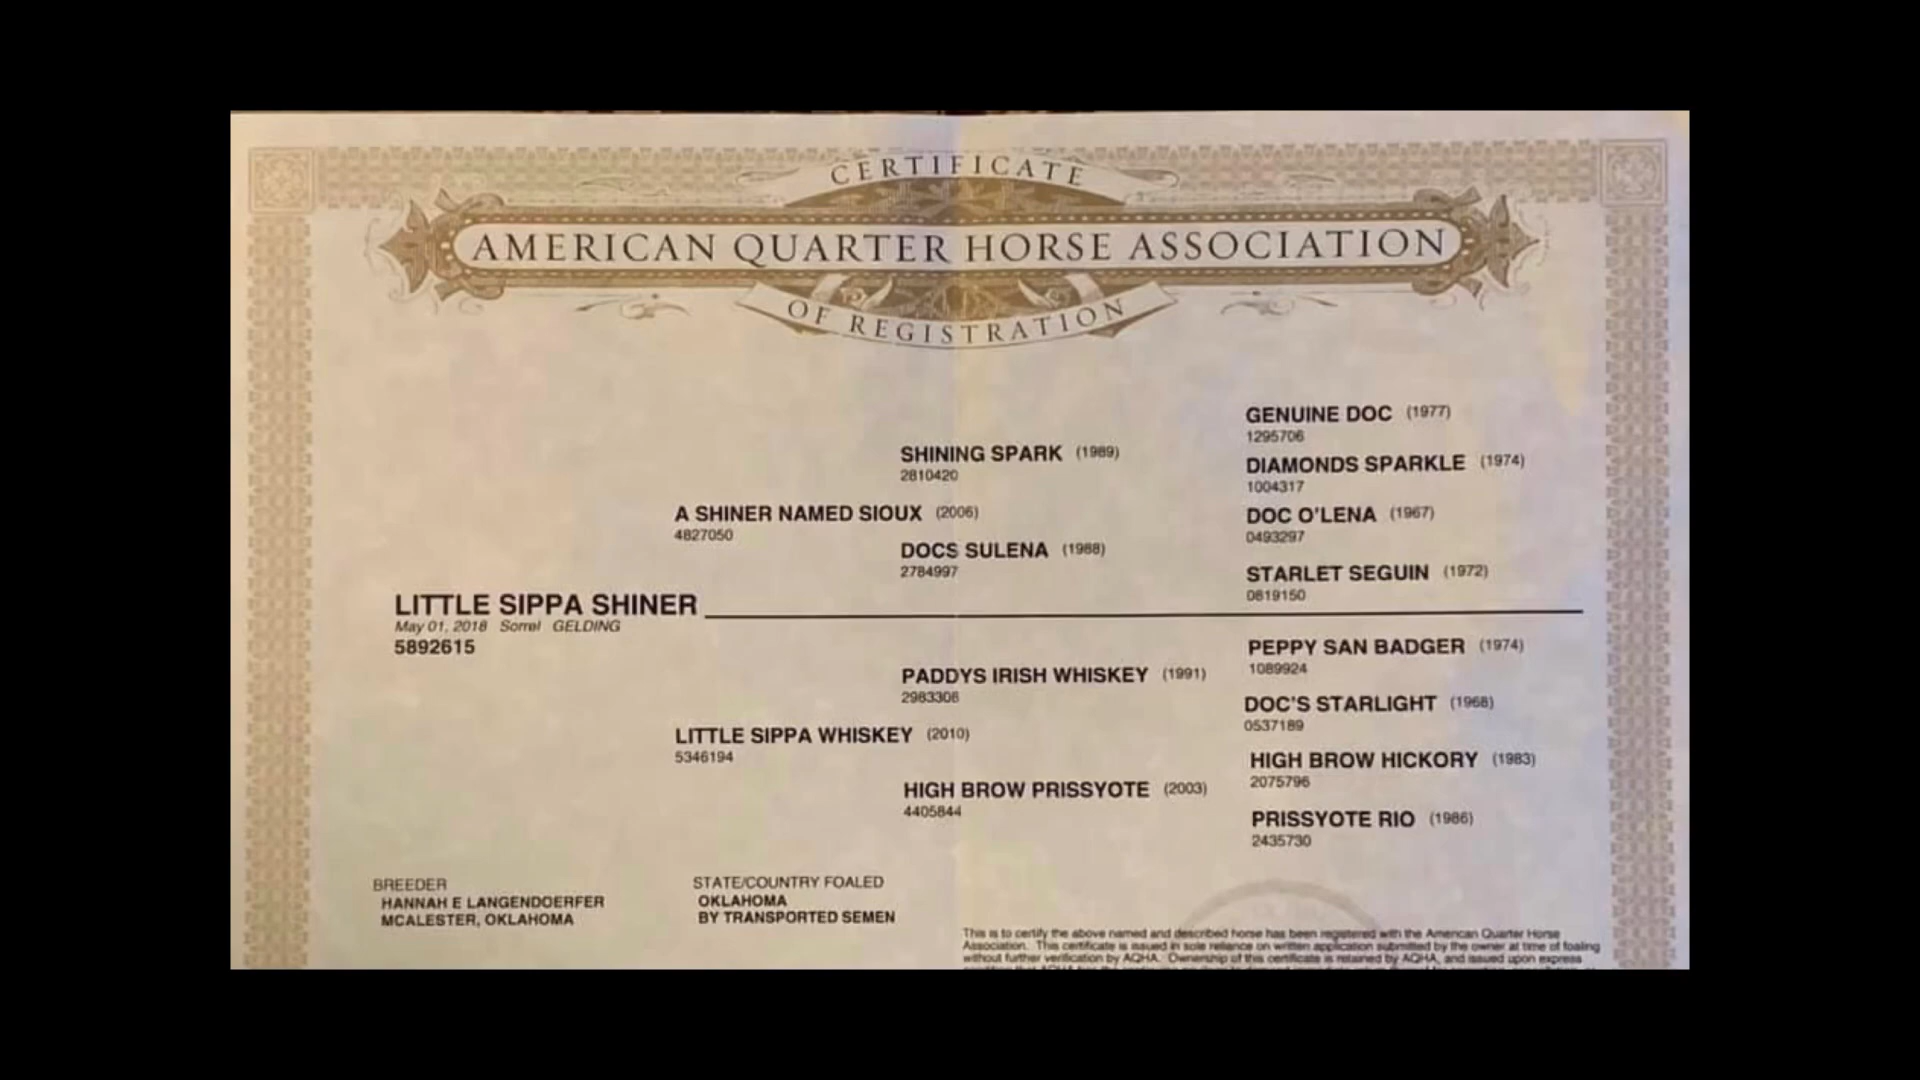 CERTIFICATE
AMERICAN QUARTER HORSE ASSOCIATION
OF REGISTRATION
GENUINE DOC (1977)
1295706
SHINING SPARK (1989)
2810420
DIAMONDS SPARKLE (1974)
1004317
A SHINER NAMED SIOUX (2006)
4827050
DOC O'LENA (1967)
0493297
DOCS SULENA (1988)
2784997
STARLET SEGUIN (1972)
0819150
LITTLE SIPPA SHINER
May 01, 2018 Sorrel GELDING
5892615
PEPPY SAN BADGER (1974)
1089924
PADDYS IRISH WHISKEY (1991)
2983306
DOC'S STARLIGHT (1968)
0537189
LITTLE SIPPA WHISKEY (2010)
5346194
HIGH BROW HICKORY (1983)
2075796
HIGH BROW PRISSYOTE (2003)
4405844
PRISSYOTE RIO (1986)
2435730
BREEDER
HANNAH E LANGENDOERFER
MCALESTER, OKLAHOMA
STATE/COUNTRY FOALED
OKLAHOMA
BY TRANSPORTED SEMEN
This is to certify the above named and described horse has been registered with the American Quarter Horse
Association. This certificate is issued in sole reliance on written application submitted by the owner at time of foaling
without further verification by AQHA. Ownership of this certificate is retained by AQHA, and issued upon express